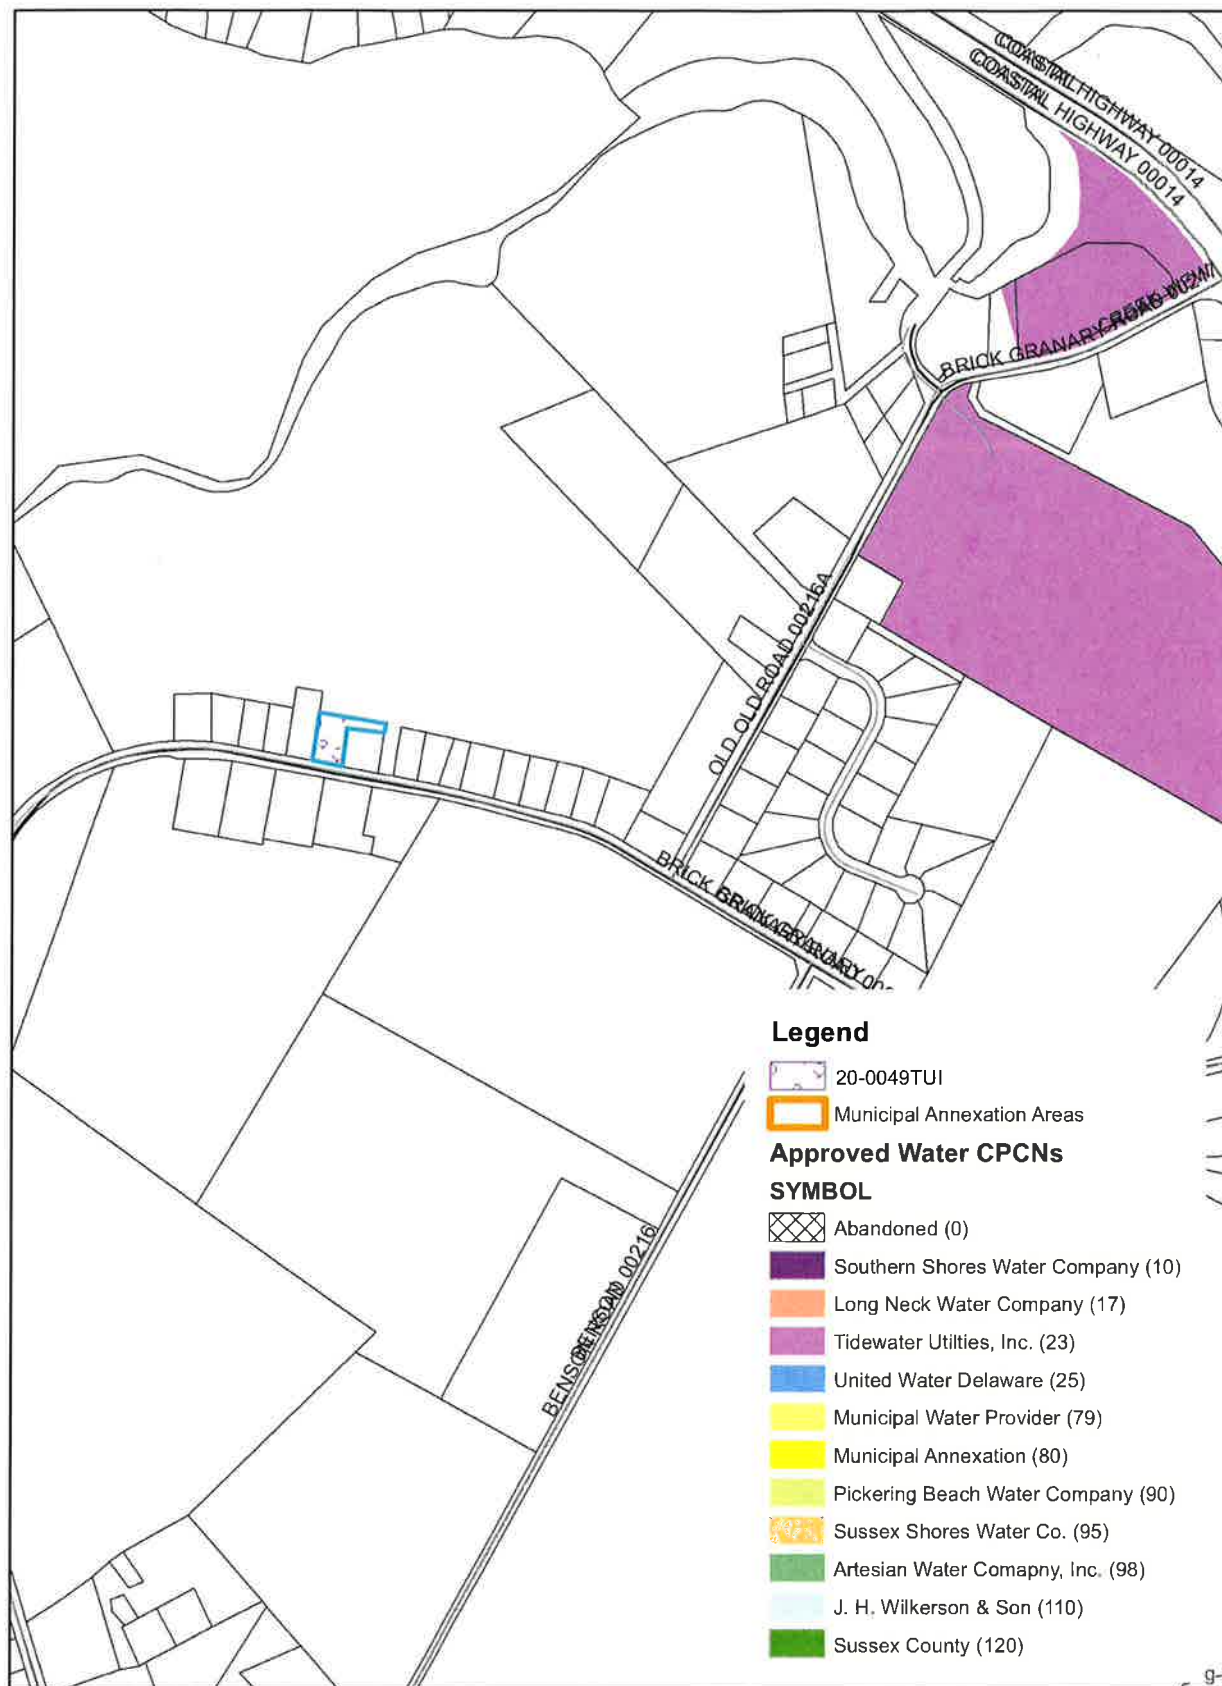 COASTAL HIGHWAY 00014
COASTAL HIGHWAY 00014
BRICK GRANARY ROAD
OLD OLD ROAD 00216A
BRICK
BENSON
00216
Legend
20-0049TUI
Municipal Annexation Areas
Approved Water CPCNs
SYMBOL
Abandoned (0)
Southern Shores Water Company (10)
Long Neck Water Company (17)
Tidewater Utilties, Inc. (23)
United Water Delaware (25)
Municipal Water Provider (79)
Municipal Annexation (80)
Pickering Beach Water Company (90)
Sussex Shores Water Co. (95)
Artesian Water Comapny, Inc. (98)
J. H. Wilkerson & Son (110)
Sussex County (120)
g-